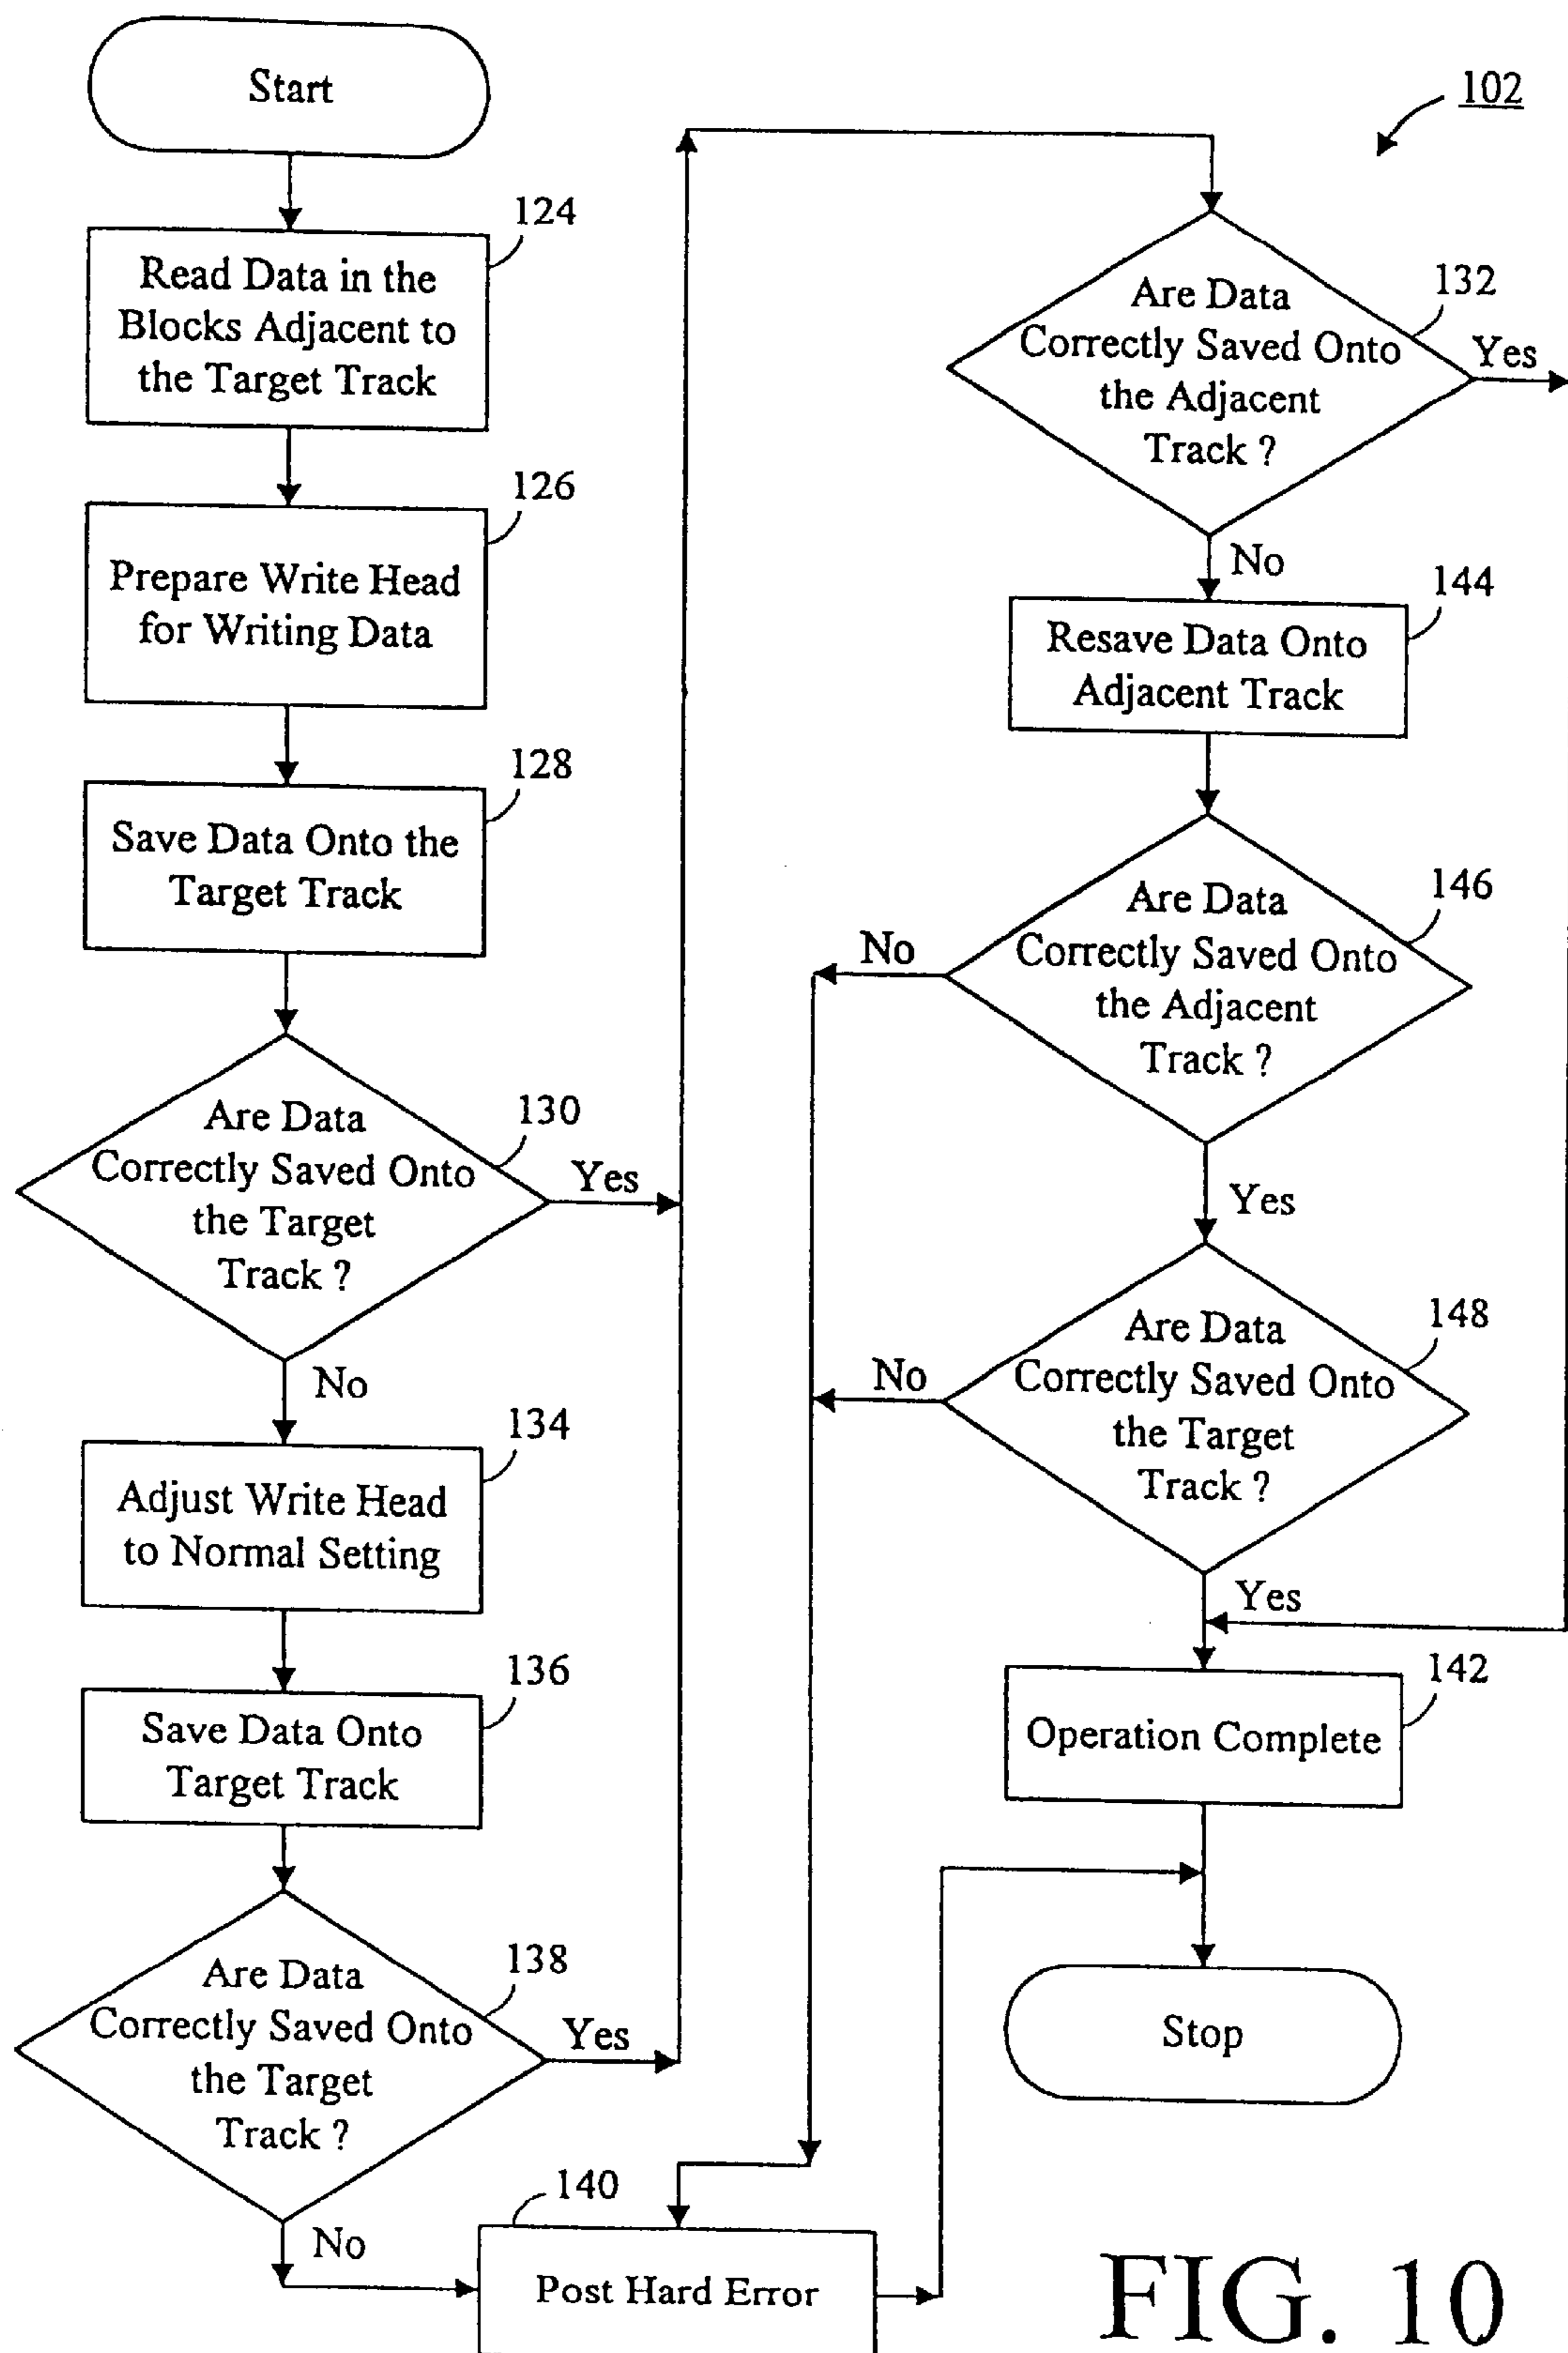 Start
124
Read Data in the
Blocks Adjacent to
the Target Track
126
Prepare Write Head
for Writing Data
128
Save Data Onto the
Target Track
130
Are Data
Correctly Saved Onto
the Target
Track ?
Yes
No
134
Adjust Write Head
to Normal Setting
136
Save Data Onto
Target Track
138
Are Data
Correctly Saved Onto
the Target
Track ?
Yes
No
140
Post Hard Error
102
132
Are Data
Correctly Saved Onto
the Adjacent
Track ?
Yes
No
144
Resave Data Onto
Adjacent Track
146
Are Data
Correctly Saved Onto
the Adjacent
Track ?
No
Yes
148
Are Data
Correctly Saved Onto
the Target
Track ?
No
Yes
142
Operation Complete
Stop
FIG. 10